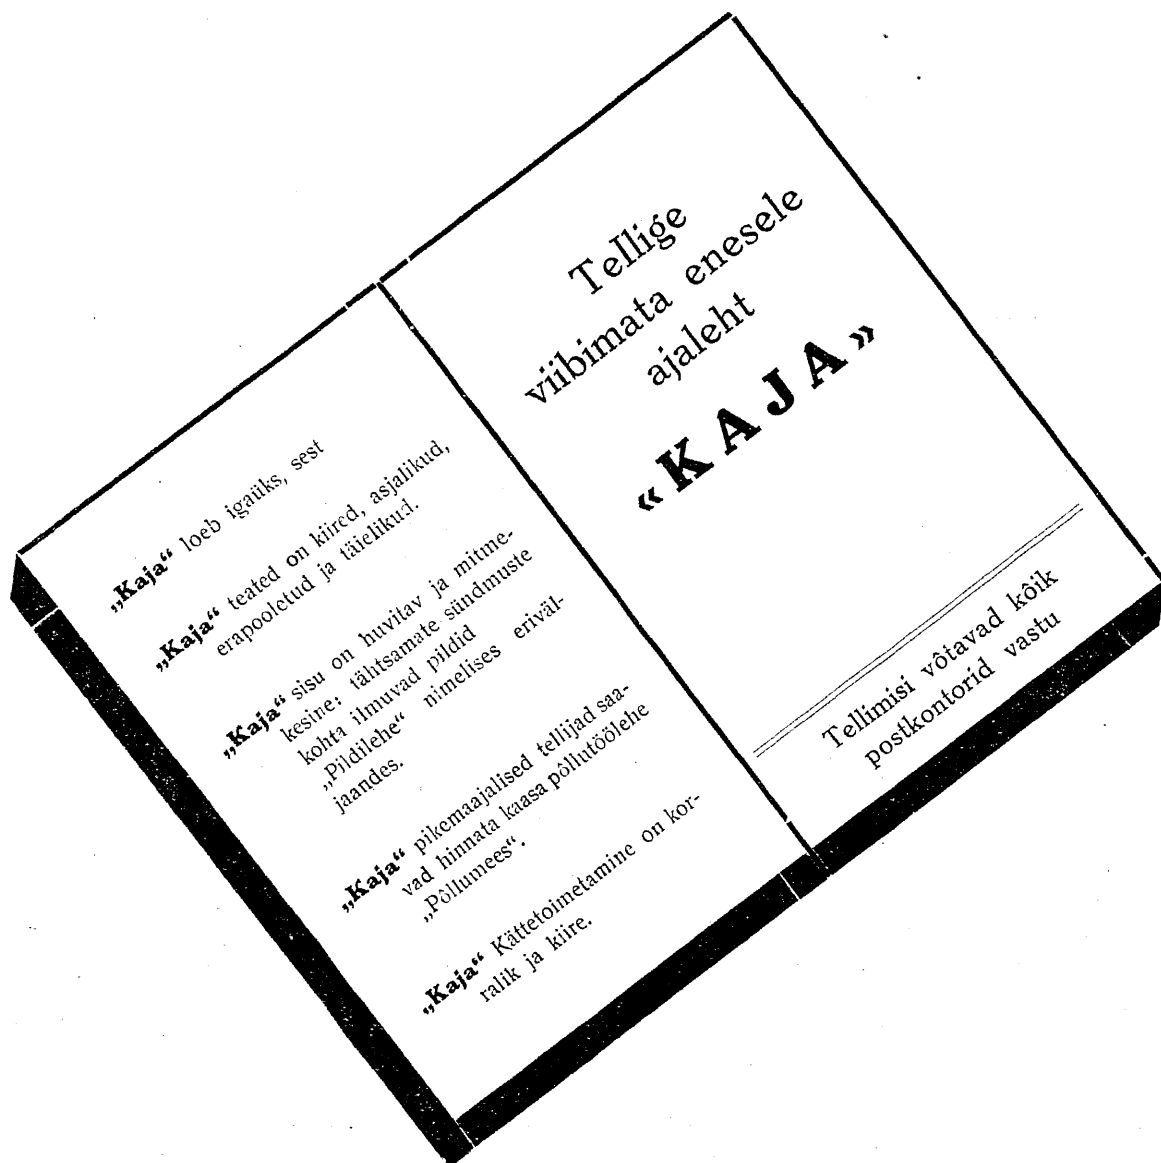 „Kaja“ loeb igaüks, sest
„Kaja“ teated on kiired, asjalikud,
erapooletud ja täielikud.
„Kaja“ sisu on huvitav ja mitme-
kesine: tähtsamate sündmuste
kohta ilmuvad pildid
„Pildilehe“ nimelises eriväl-
jaandes.
„Kaja“ pikemaajalised tellijad saa-
vad hinnata kaasa põllutöölehe
„Põllumees“.
„Kaja“ Kättetoimetamine on kor-
ralik ja kiire.
Tellige
viibimata enesele
ajaleht
«KAJA»
Tellimisi võtavad kõik
postkontorid vastu